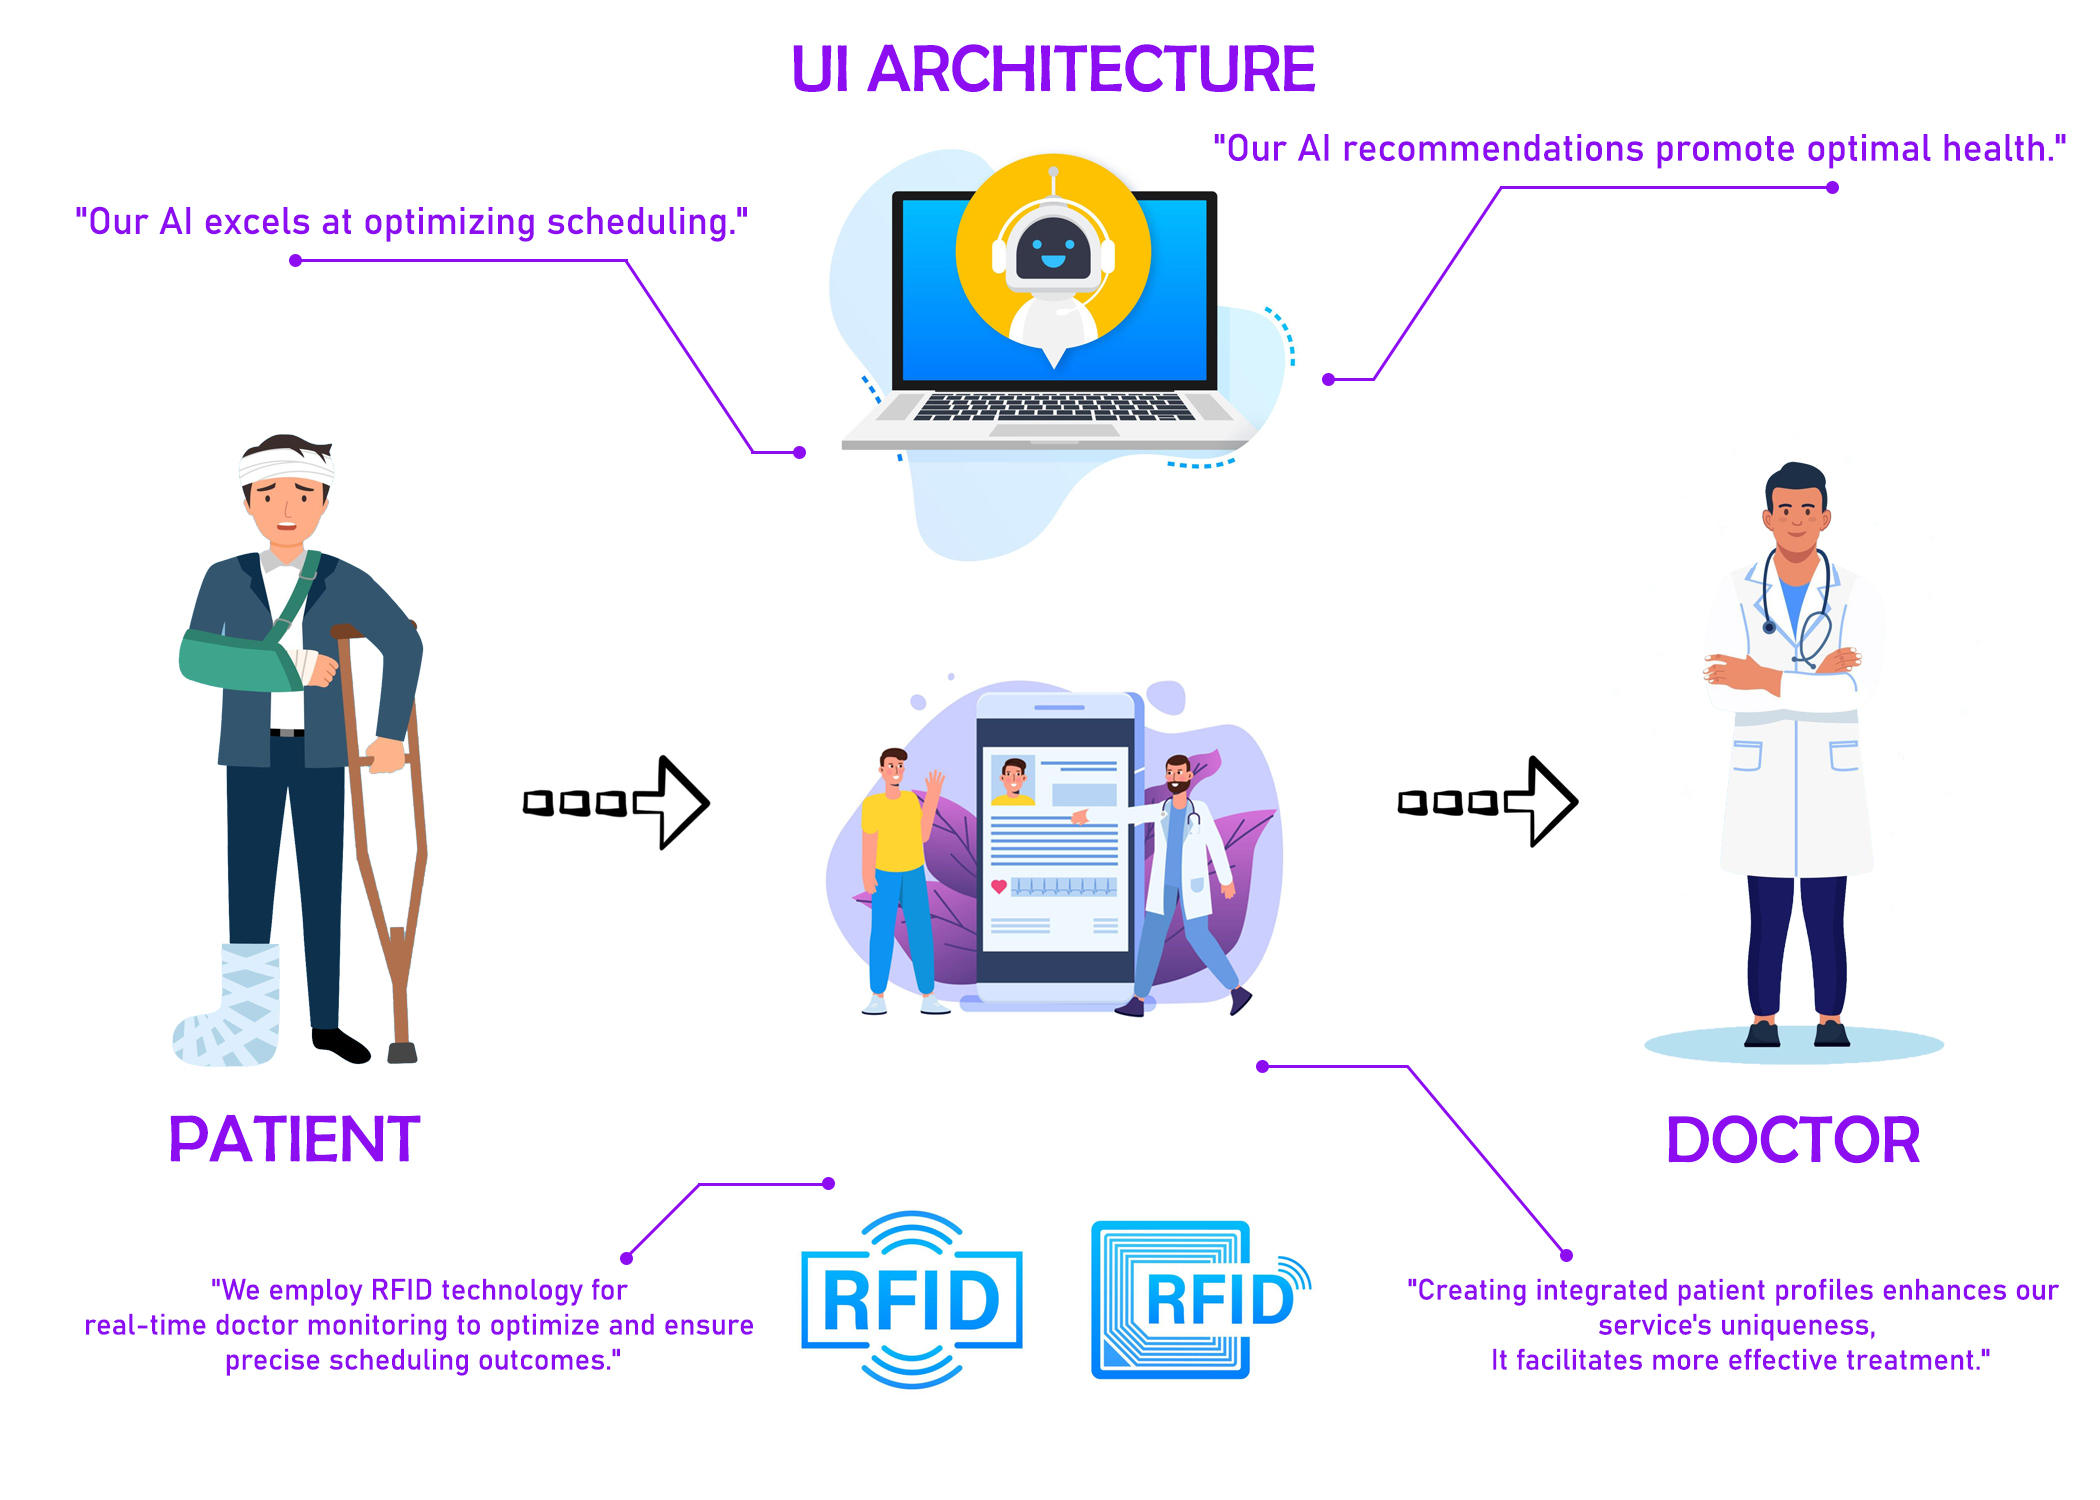 UI ARCHITECTURE
"Our AI recommendations promote optimal health."
"Our AI excels at optimizing scheduling."
PATIENT
DOCTOR
"We employ RFID technology for
real-time doctor monitoring to optimize and ensure
precise scheduling outcomes."
RFID
RFID
"Creating integrated patient profiles enhances our
service's uniqueness,
It facilitates more effective treatment."